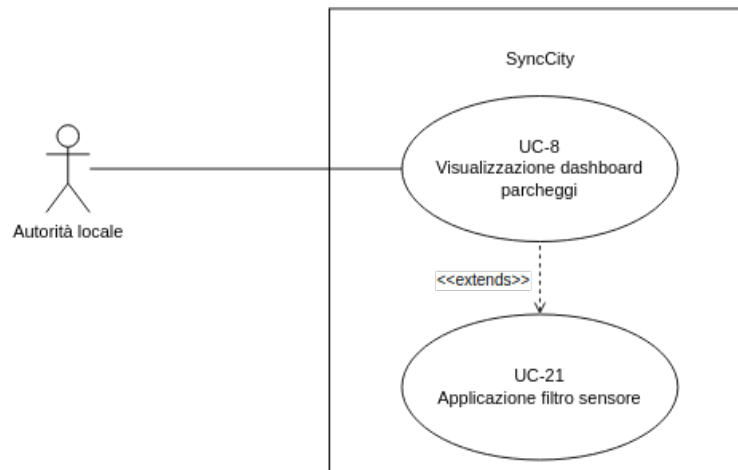 SyncCity
UC-8
Visualizzazione dashboard
parcheggi
Autorità locale
<<extends>>
UC-21
Applicazione filtro sensore